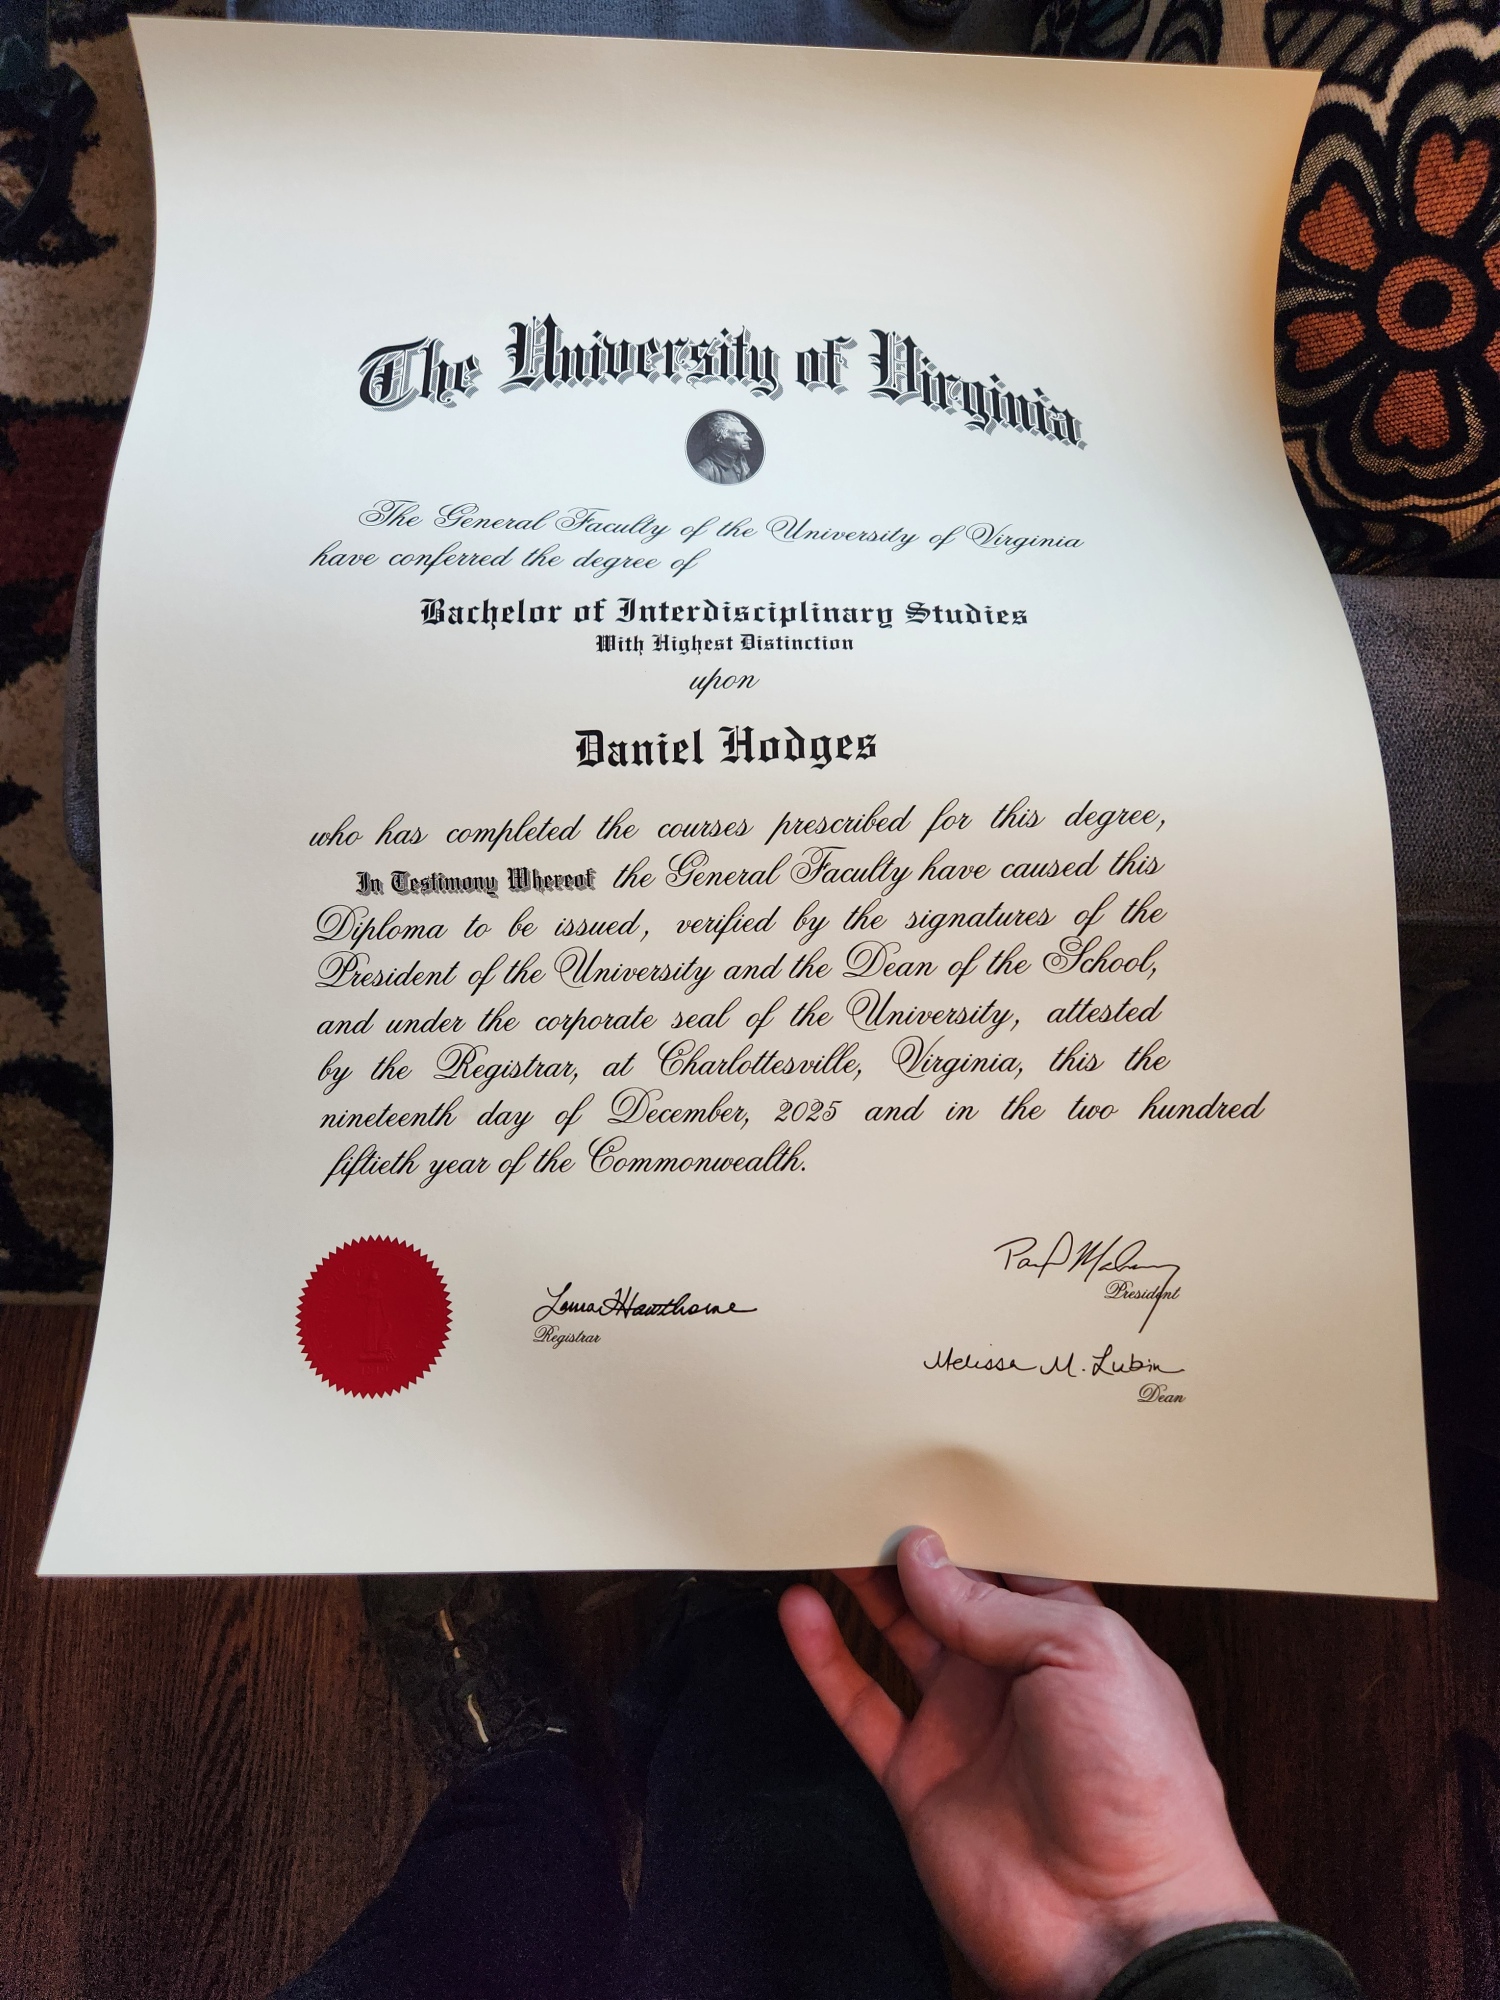 The University of Virginia
The General Faculty of the University of Virginia
have conferred the degree of
Bachelor of Interdisciplinary Studies
With Highest Distinction
upon
Daniel Hodges
who has completed the courses prescribed for this degree,
In Testimony Whereof the General Faculty have caused this
Diploma to be issued, verified by the signatures of the
President of the University and the Dean of the School,
and under the corporate seal of the University, attested
by the Registrar, at Charlottesville, Virginia, this the
nineteenth day of December, 2025 and in the two hundred
fiftieth year of the Commonwealth.
Paul Mahoney
President
Laura Hawthorne
Registrar
Melissa M. Lubin
Dean